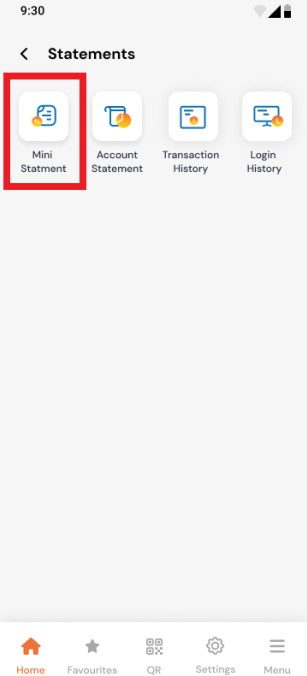 9:30
Statements
Mini
Statment
Account
Statement
Transaction
History
Login
History
Home
Favourites
QR
Settings
Menu